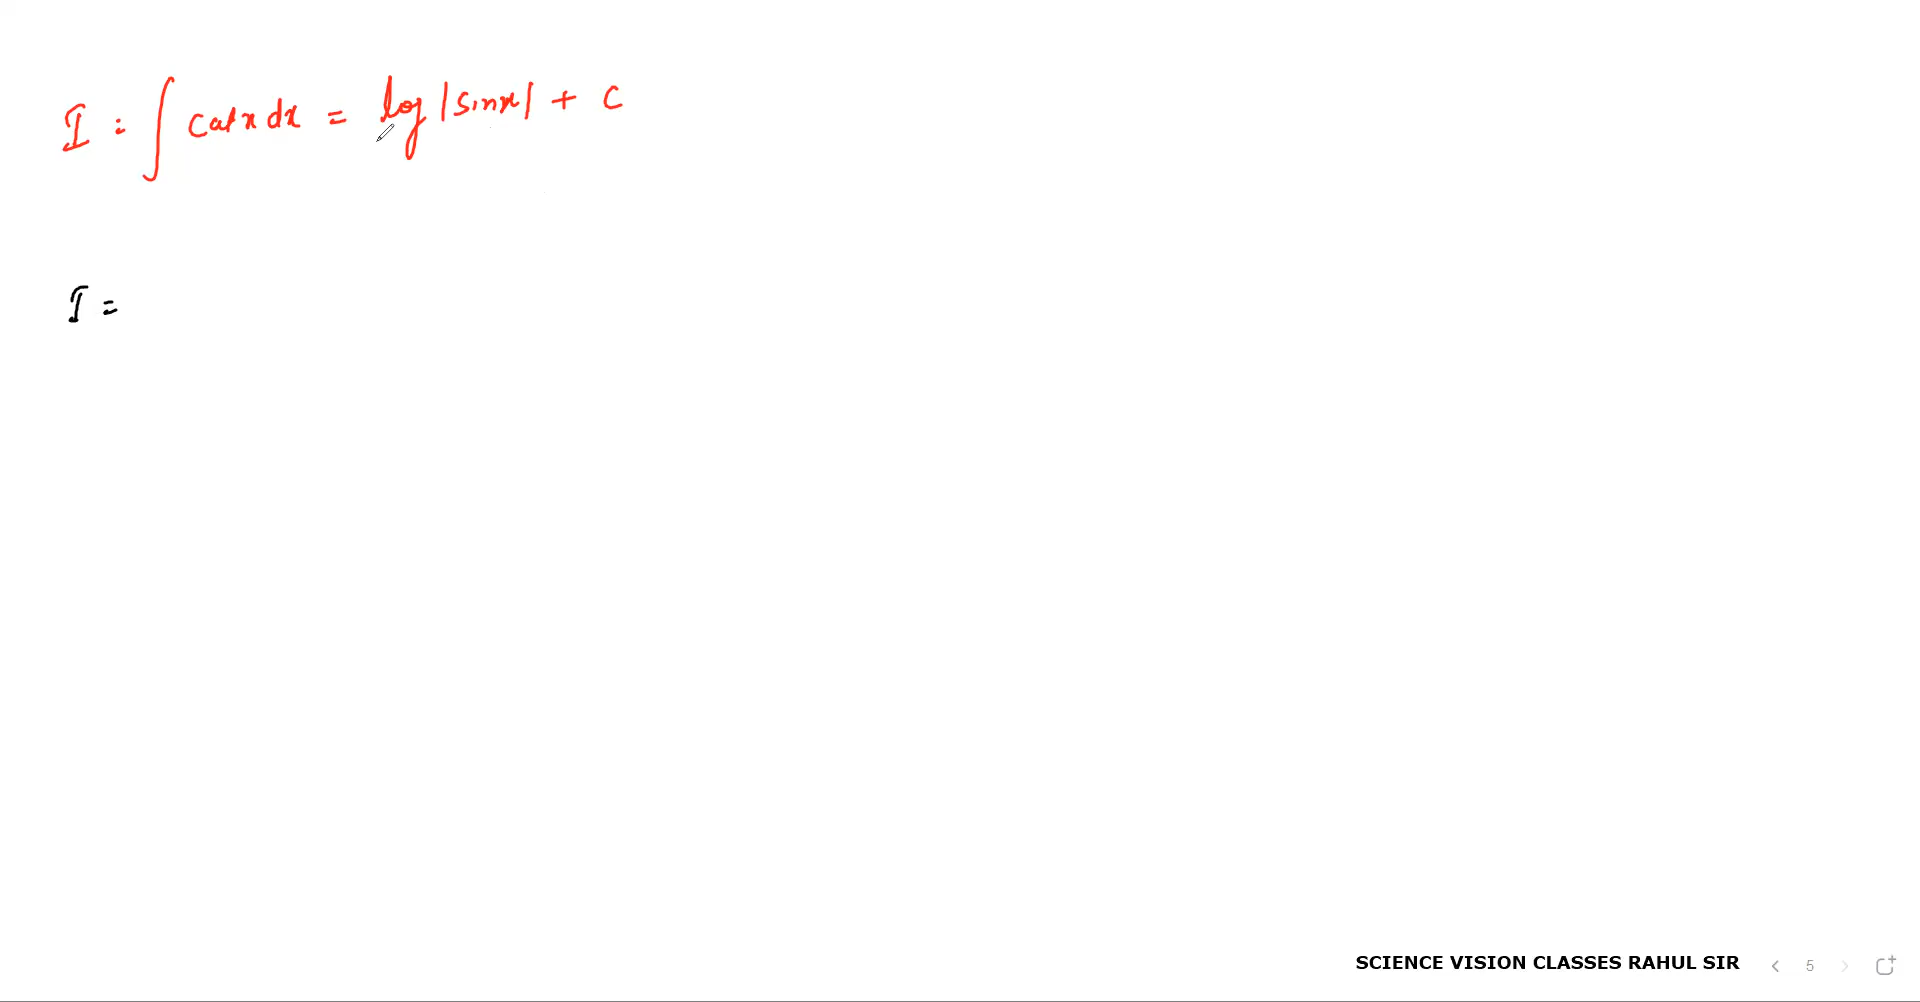 I = ∫ cotx dx = log |sinx| + c
I =
SCIENCE VISION CLASSES RAHUL SIR
5